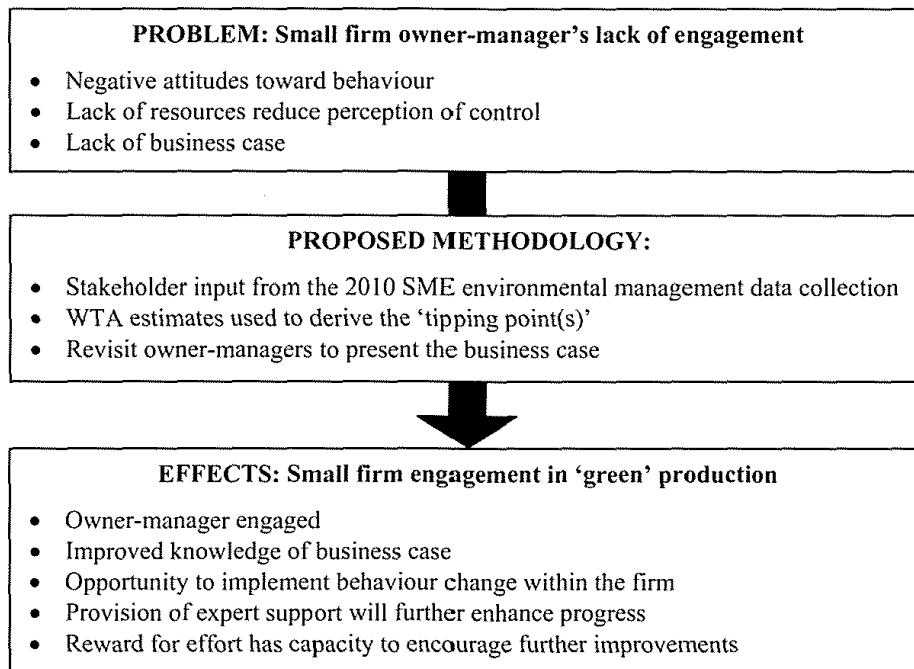 PROBLEM: Small firm owner-manager's lack of engagement
• Negative attitudes toward behaviour
• Lack of resources reduce perception of control
• Lack of business case
PROPOSED METHODOLOGY:
• Stakeholder input from the 2010 SME environmental management data collection
• WTA estimates used to derive the 'tipping point(s)'
• Revisit owner-managers to present the business case
EFFECTS: Small firm engagement in 'green' production
• Owner-manager engaged
• Improved knowledge of business case
• Opportunity to implement behaviour change within the firm
• Provision of expert support will further enhance progress
• Reward for effort has capacity to encourage further improvements